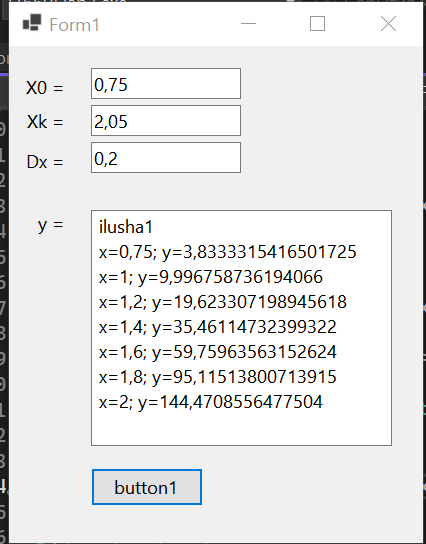 Form1
X0 =
0,75
Xk =
2,05
Dx =
0,2
y =
ilusha1
x=0,75; y=3,8333315416501725
x=1; y=9,996758736194066
x=1,2; y=19,623307198945618
x=1,4; y=35,46114732399322
x=1,6; y=59,75963563152624
x=1,8; y=95,11513800713915
x=2; y=144,4708556477504
button1